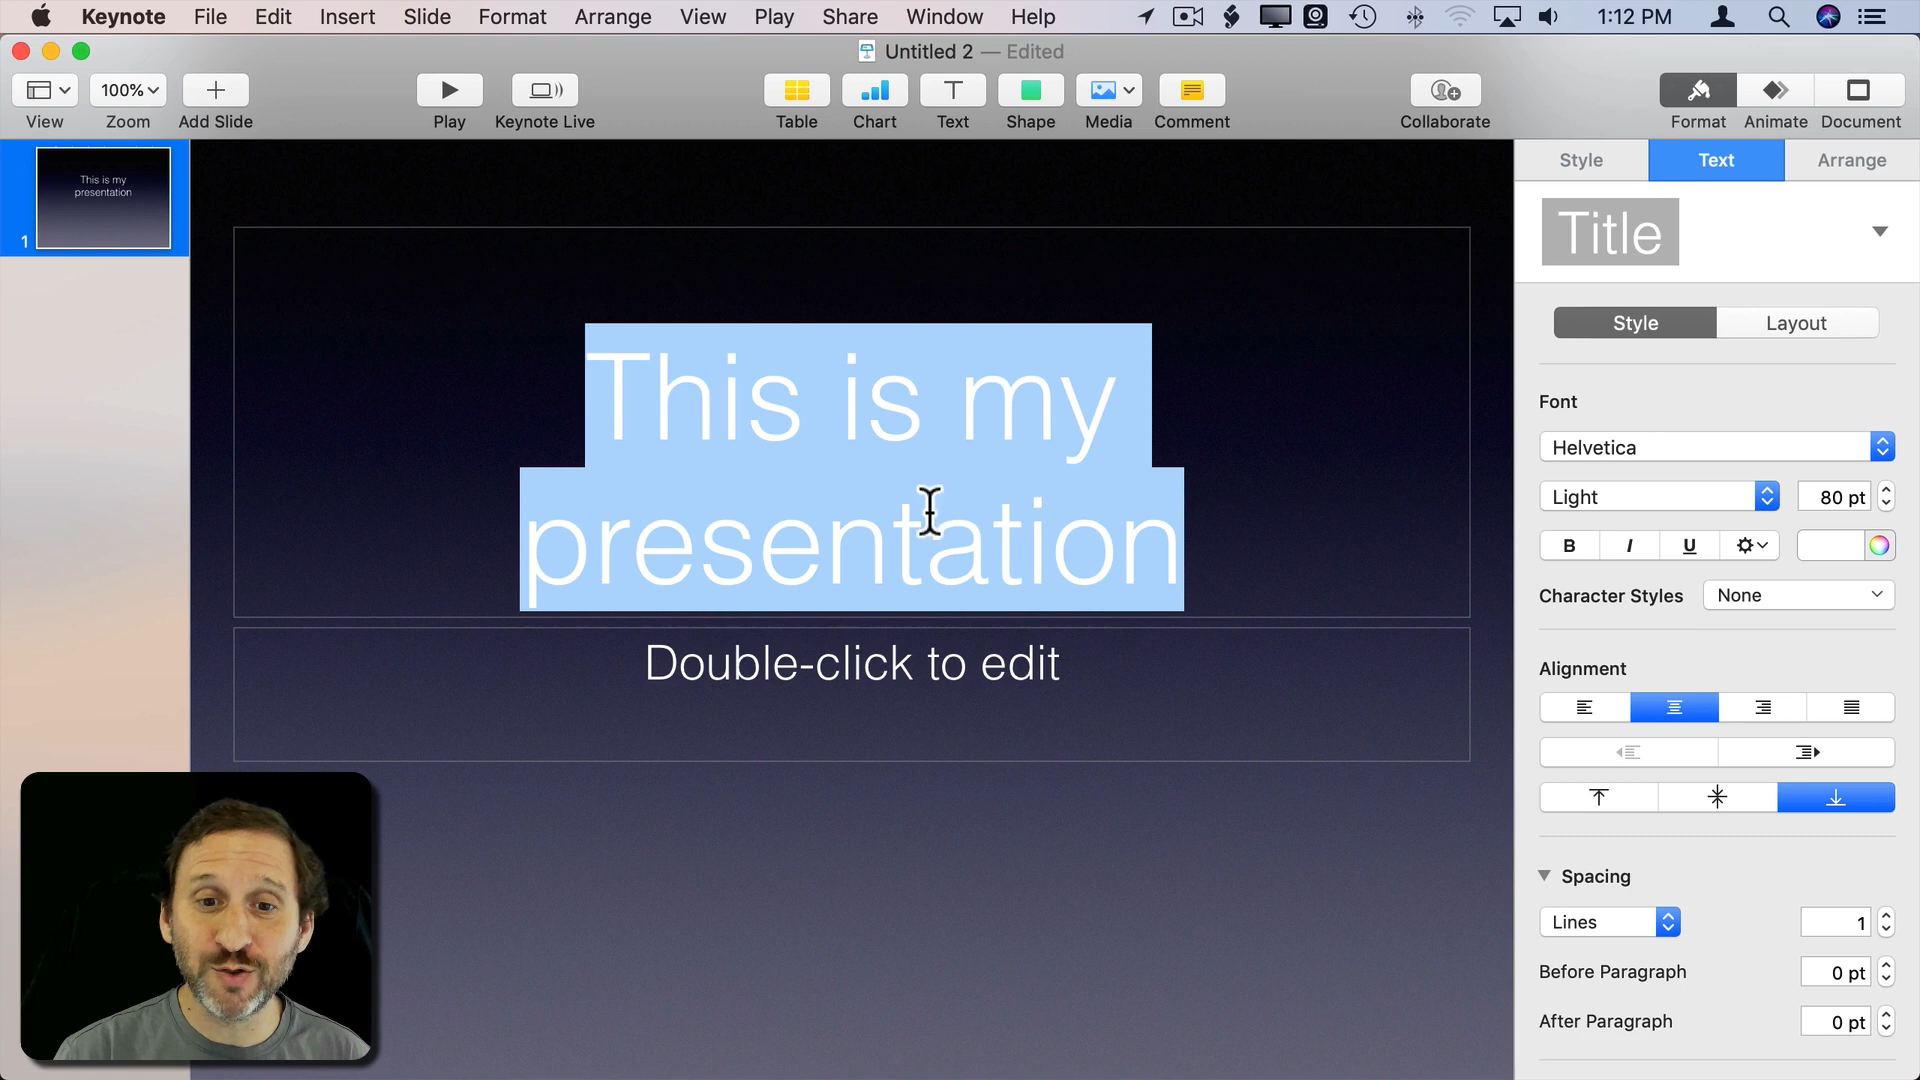 Keynote File Edit Insert Slide Format Arrange View Play Share Window Help 1:12 PM
Untitled 2 — Edited
100%
View Zoom Add Slide Play Keynote Live Table Chart Text Shape Media Comment Collaborate Format Animate Document
This is my
presentation
1
This is my
presentation
Double-click to edit
Style Text Arrange
Title
Style Layout
Font
Helvetica
Light 80 pt
B I U
Character Styles None
Alignment
Spacing
Lines 1
Before Paragraph 0 pt
After Paragraph 0 pt